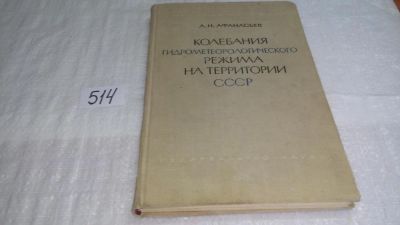 А.Н. АФАНАСЬЕВ
КОЛЕБАНИЯ
ГИДРОМЕТЕОРОЛОГИЧЕСКОГО
РЕЖИМА
НА ТЕРРИТОРИИ
СССР
514